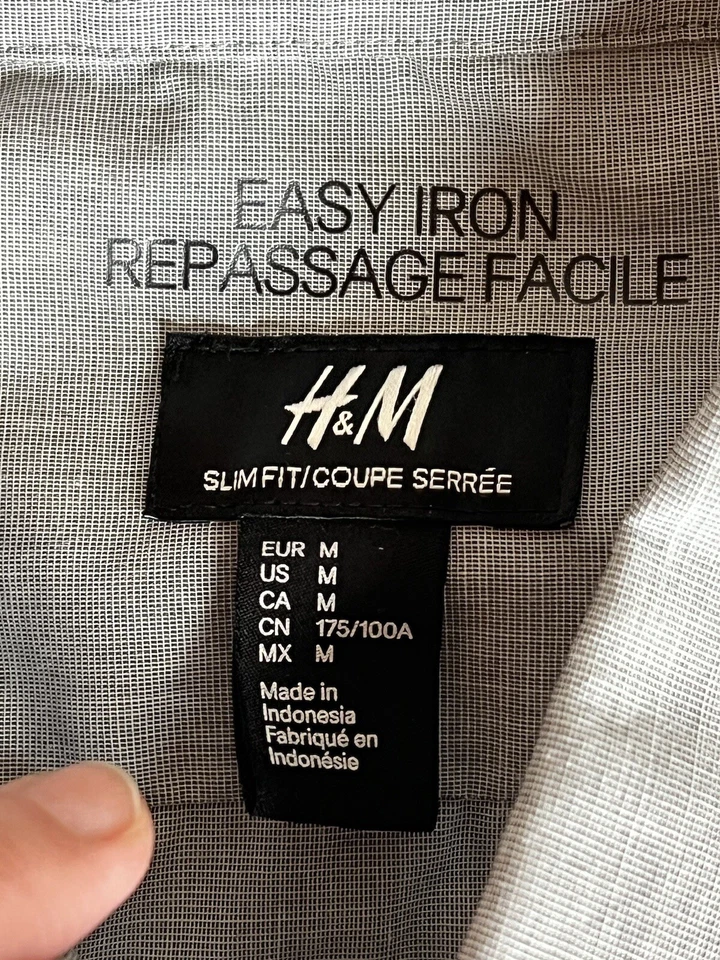 EASY IRON
REPASSAGE FACILE
H&M
SLIM FIT/COUPE SERRÉE
EUR M
US M
CA M
CN 175/100A
MX M
Made in
Indonesia
Fabriqué en
Indonésie